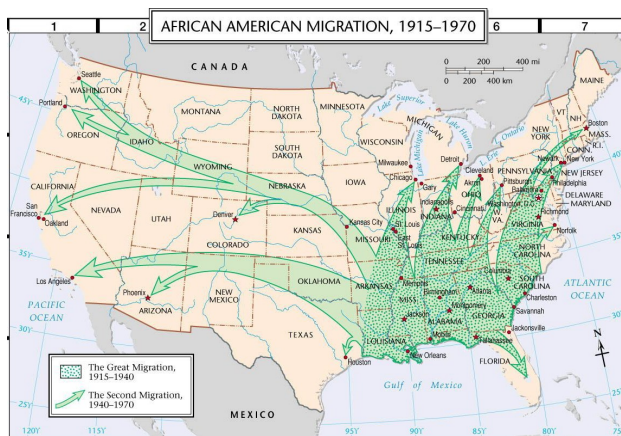 1
2
AFRICAN AMERICAN MIGRATION, 1915–1970
6
7
0 200 400 mi
0 200 400 km
CANADA
Seattle
WASHINGTON
Portland
OREGON
IDAHO
MONTANA
NORTH
DAKOTA
MINNESOTA
Lake Superior
MAINE
VT
NH
Boston
MASS.
R.I.
CONN.
NEW
YORK
Lake Huron
L. Ontario
L. Erie
Lake Michigan
MICHIGAN
WISCONSIN
Milwaukee
SOUTH
DAKOTA
WYOMING
NEBRASKA
IOWA
Chicago
Gary
Detroit
Cleveland
Akron
PENNSYLVANIA
Newark
New York
NEW JERSEY
Philadelphia
Pittsburgh
Baltimore
DELAWARE
MARYLAND
Washington, D.C.
OHIO
Indianapolis
INDIANA
ILLINOIS
Cincinnati
W.
VA.
Richmond
VIRGINIA
Norfolk
CALIFORNIA
NEVADA
UTAH
Denver
COLORADO
KANSAS
Kansas City
MISSOURI
St. Louis
East
St. Louis
KENTUCKY
NORTH
CAROLINA
San
Francisco
Oakland
Los Angeles
Phoenix
ARIZONA
NEW
MEXICO
OKLAHOMA
ARKANSAS
Memphis
TENNESSEE
Columbia
SOUTH
CAROLINA
Charleston
ATLANTIC
OCEAN
PACIFIC
OCEAN
TEXAS
MISS.
Birmingham
Atlanta
Montgomery
GEORGIA
Savannah
Jackson
ALABAMA
LOUISIANA
Mobile
Tallahassee
Jacksonville
Houston
New Orleans
FLORIDA
Gulf of Mexico
MEXICO
N
The Great Migration,
1915–1940
The Second Migration,
1940–1970
45°N
40°N
35°N
30°N
25°N
45°N
40°N
35°N
30°N
25°N
120°W
115°W
95°W
90°W
85°W
80°W
75°W